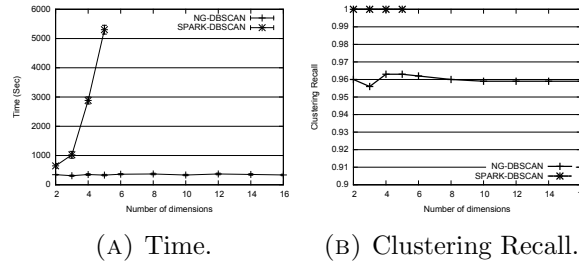 6000
5000
4000
3000
2000
1000
0
Time (Sec)
NG-DBSCAN
SPARK-DBSCAN
2 4 6 8 10 12 14 16
Number of dimensions
(A) Time.
1
0.99
0.98
0.97
0.96
0.95
0.94
0.93
0.92
0.91
0.9
Clustering Recall
NG-DBSCAN
SPARK-DBSCAN
2 4 6 8 10 12 14
Number of dimensions
(B) Clustering Recall.